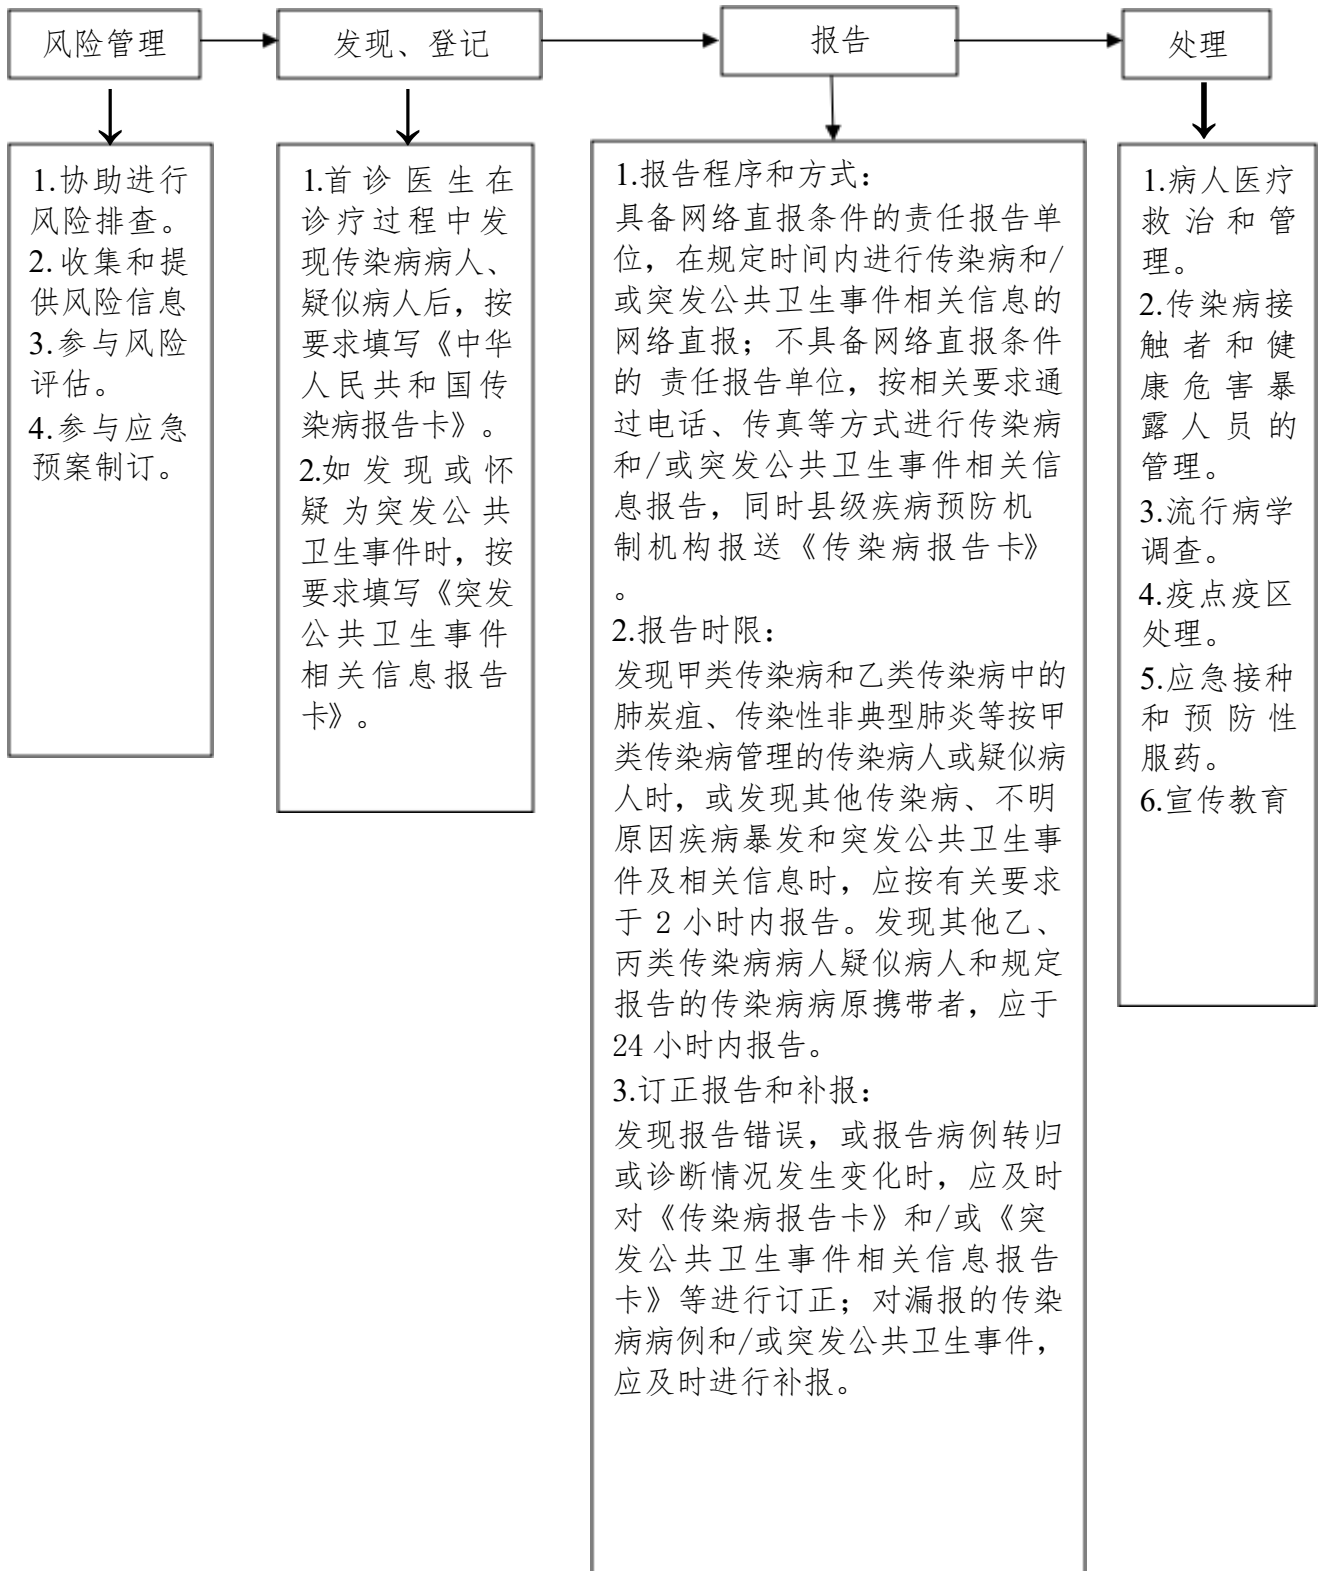 风险管理
发现、登记
报告
处理
1.协助进行
风险排查。
2.收集和提
供风险信息
3.参与风险
评估。
4.参与应急
预案制订。
1.首诊医生在
诊疗过程中发
现传染病病人、
疑似病人后，按
要求填写《中华
人民共和国传
染病报告卡》。
2.如发现或怀
疑为突发公共
卫生事件时，按
要求填写《突发
公共卫生事件
相关信息报告
卡》。
1.报告程序和方式：
具备网络直报条件的责任报告单
位，在规定时间内进行传染病和/
或突发公共卫生事件相关信息的
网络直报；不具备网络直报条件
的 责任报告单位，按相关要求通
过电话、传真等方式进行传染病
和/或突发公共卫生事件相关信
息报告，同时县级疾病预防机
制机构报送《传染病报告卡》
。
2.报告时限：
发现甲类传染病和乙类传染病中的
肺炭疽、传染性非典型肺炎等按甲
类传染病管理的传染病人或疑似病
人时，或发现其他传染病、不明
原因疾病暴发和突发公共卫生事
件及相关信息时，应按有关要求
于 2 小时内报告。发现其他乙、
丙类传染病病人疑似病人和规定
报告的传染病病原携带者，应于
24 小时内报告。
3.订正报告和补报：
发现报告错误，或报告病例转归
或诊断情况发生变化时，应及时
对《传染病报告卡》和/或《突
发公共卫生事件相关信息报告
卡》等进行订正；对漏报的传染
病病例和/或突发公共卫生事件，
应及时进行补报。
1.病人医疗
救治和管
理。
2.传染病接
触者和健
康危害暴
露人员的
管理。
3.流行病学
调查。
4.疫点疫区
处理。
5.应急接种
和预防性
服药。
6.宣传教育